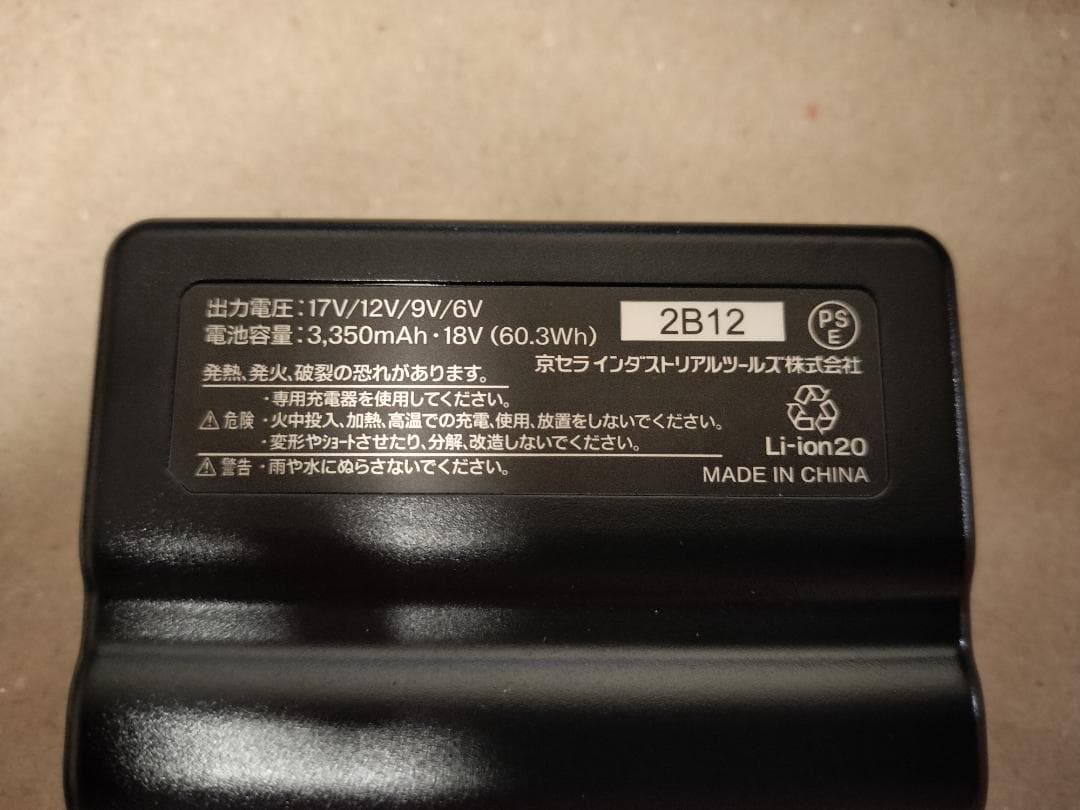 出力電圧:17V/12V/9V/6V
電池容量:3,350mAh・18V(60.3Wh)
2B12
PSE
京セラインダストリアルツールズ株式会社
発熱、発火、破裂の恐れがあります。
・専用充電器を使用してください。
⚠危険 ・火中投入、加熱、高温での充電、使用、放置をしないでください。
・変形やショートさせたり、分解、改造しないでください。
⚠警告 ・雨や水にぬらさないでください。
Li-ion20
MADE IN CHINA